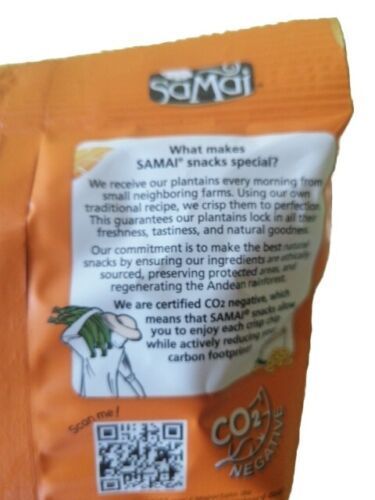 SaMai
What makes
SAMAI® snacks special?
We receive our plantains every morning from
small neighboring farms. Using our own
traditional recipe, we crisp them to perfection.
This guarantees our plantains lock in all their
freshness, tastiness, and natural goodness.
Our commitment is to make the best natural
snacks by ensuring our ingredients are ethically
sourced, preserving protected areas, and
regenerating the Andean rainforest.
We are certified CO2 negative, which
means that SAMAI® snacks allow
you to enjoy each crisp chip
while actively reducing your
carbon footprint!
Scan me!
CO2
NEGATIVE